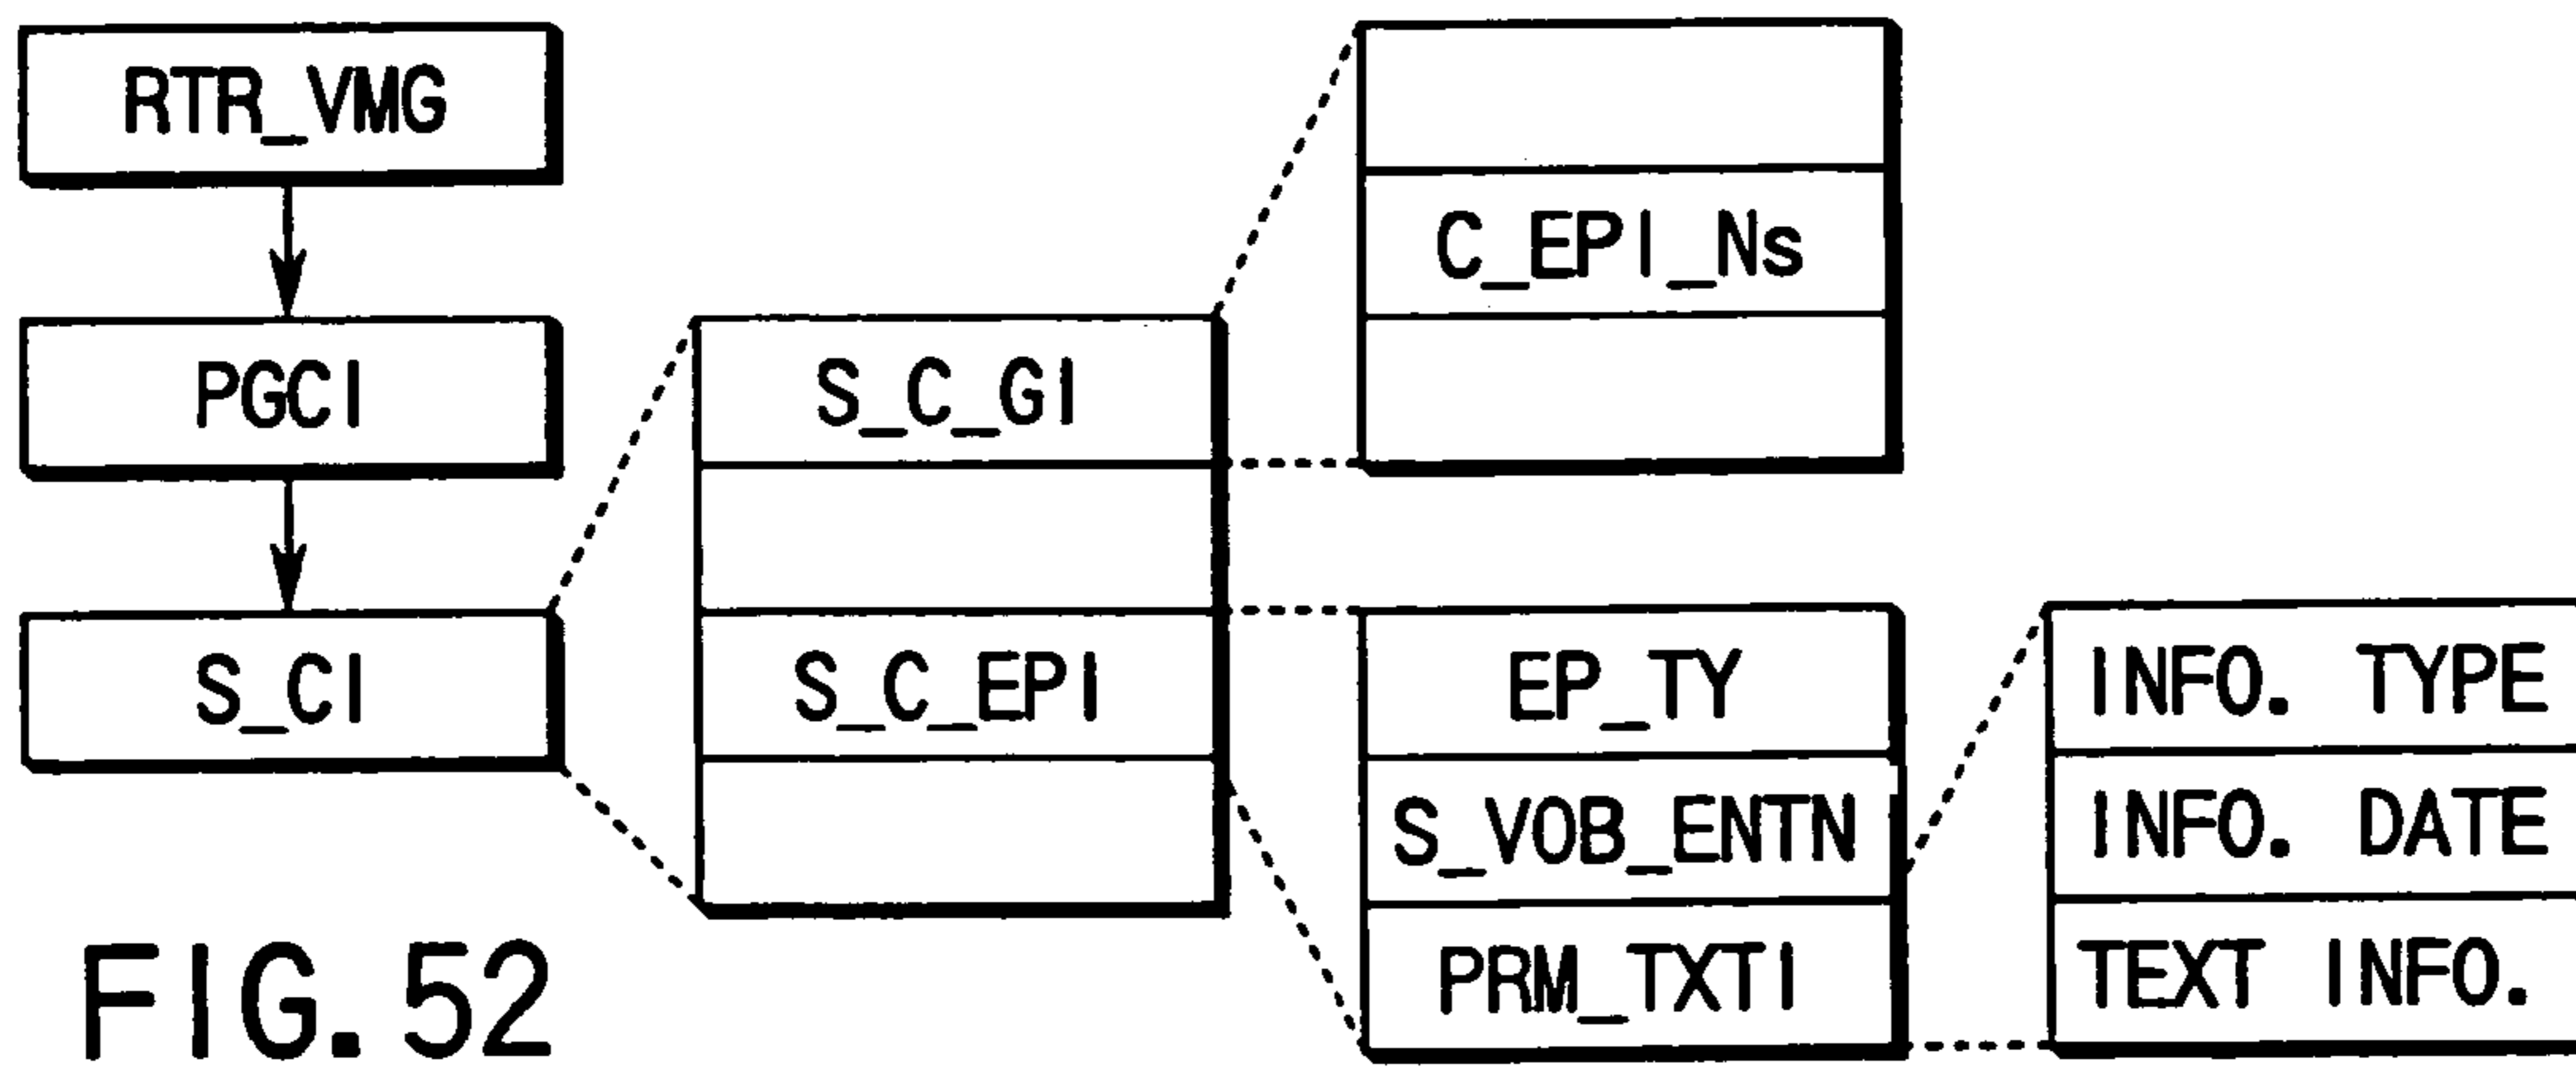 RTR_VMG
PGCI
S_CI
S_C_GI
S_C_EPI
C_EPI_Ns
EP_TY
S_VOB_ENTN
PRM_TXTI
INFO. TYPE
INFO. DATE
TEXT INFO.
FIG. 52